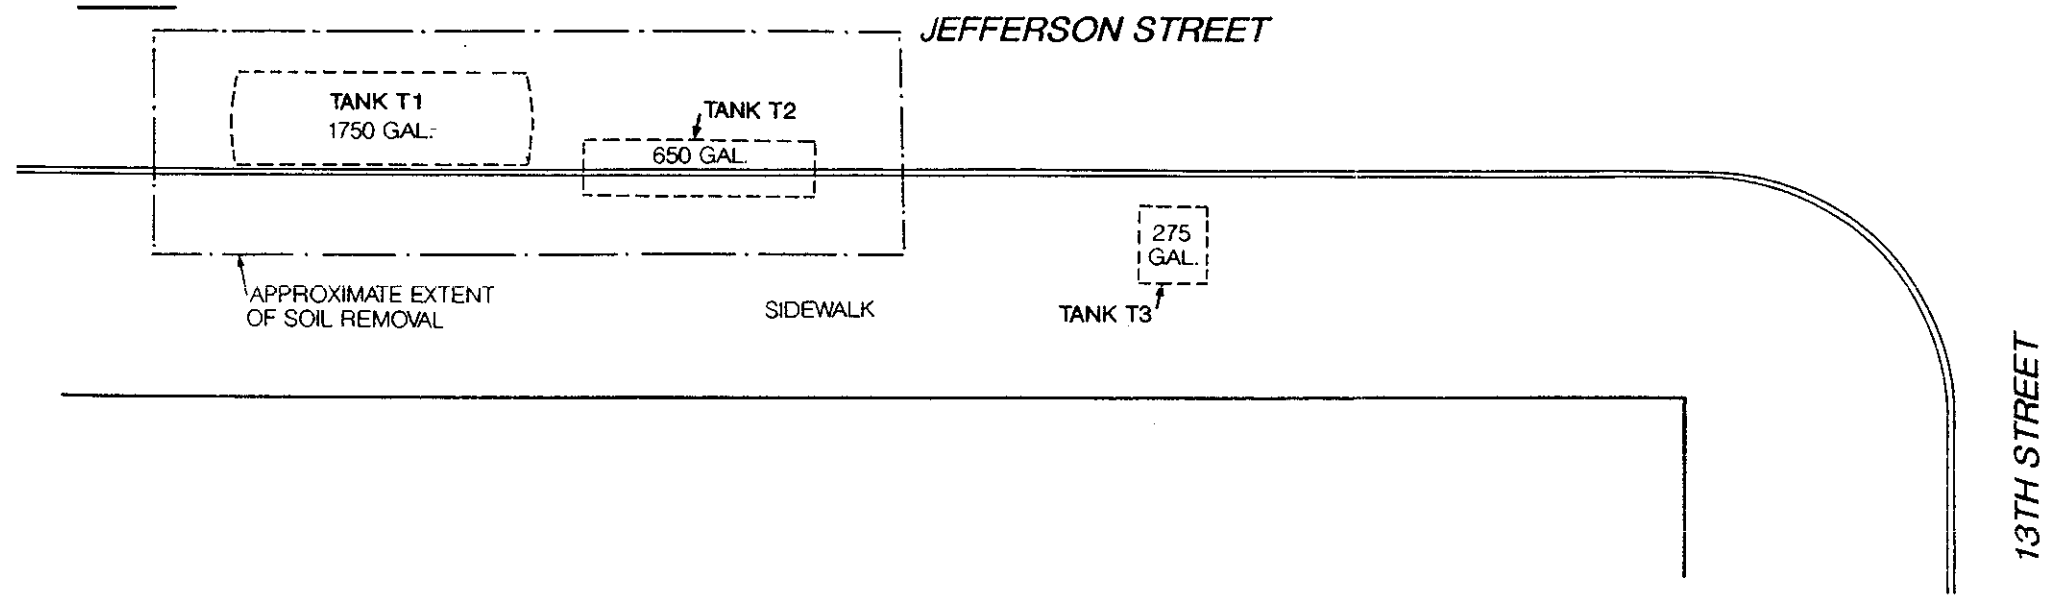 JEFFERSON STREET
TANK T1
1750 GAL.
TANK T2
650 GAL.
275
GAL.
TANK T3
APPROXIMATE EXTENT
OF SOIL REMOVAL
SIDEWALK
13TH STREET